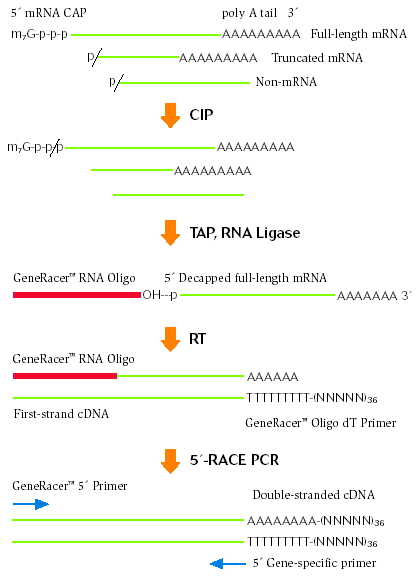 5´ mRNA CAP poly A tail 3´
m₇G-p-p-p AAAAAAAAA Full-length mRNA
p AAAAAAAAA Truncated mRNA
p Non-mRNA
CIP
m₇G-p-p/p AAAAAAAAA
AAAAAAAAA
TAP, RNA Ligase
GeneRacer™ RNA Oligo 5´ Decapped full-length mRNA
OH---p AAAAAAA 3´
RT
GeneRacer™ RNA Oligo
AAAAAA
TTTTTTTTT-(NNNNN)₃₆
First-strand cDNA
GeneRacer™ Oligo dT Primer
5´-RACE PCR
GeneRacer™ 5´ Primer
Double-stranded cDNA
AAAAAAAA-(NNNNN)₃₆
TTTTTTTTT-(NNNNN)₃₆
5´ Gene-specific primer